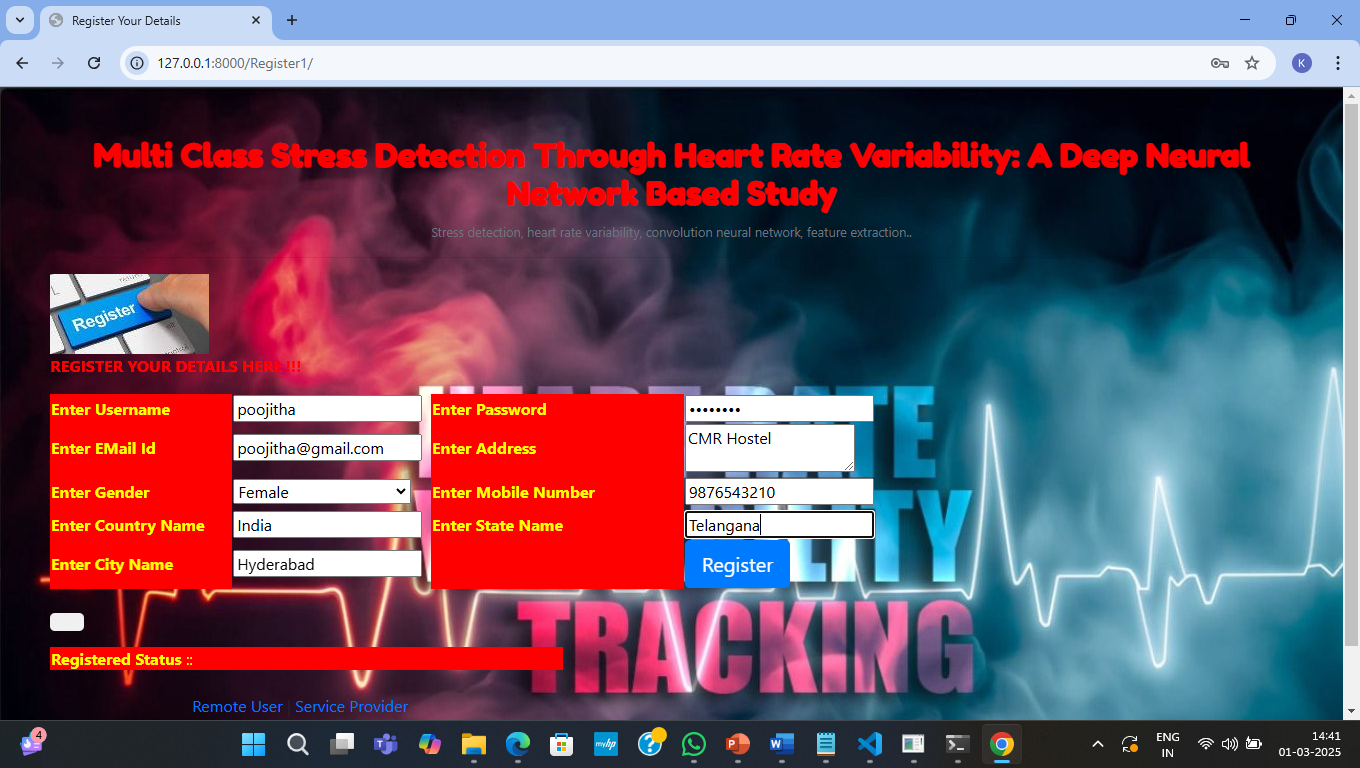 Register Your Details
127.0.0.1:8000/Register1/
K
Multi Class Stress Detection Through Heart Rate Variability: A Deep Neural
Network Based Study
Stress detection, heart rate variability, convolution neural network, feature extraction..
Register
REGISTER YOUR DETAILS HERE !!!
Enter Username poojitha Enter Password ••••••••
Enter EMail Id poojitha@gmail.com Enter Address CMR Hostel
Enter Gender Female Enter Mobile Number 9876543210
Enter Country Name India Enter State Name Telangana
Enter City Name Hyderabad Register
HEART RATE
TRACKING
Registered Status ::
Remote User | Service Provider
4
myhp
ENG
IN
14:41
01-03-2025